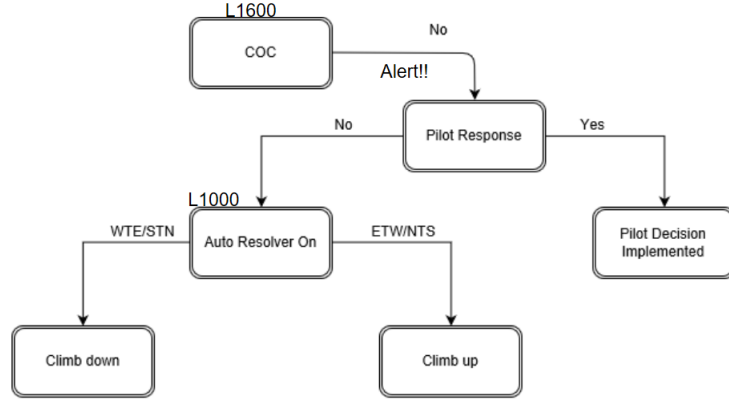 L1600
No
COC
Alert!!
No
Pilot Response
Yes
L1000
WTE/STN
Auto Resolver On
ETW/NTS
Pilot Decision
Implemented
Climb down
Climb up